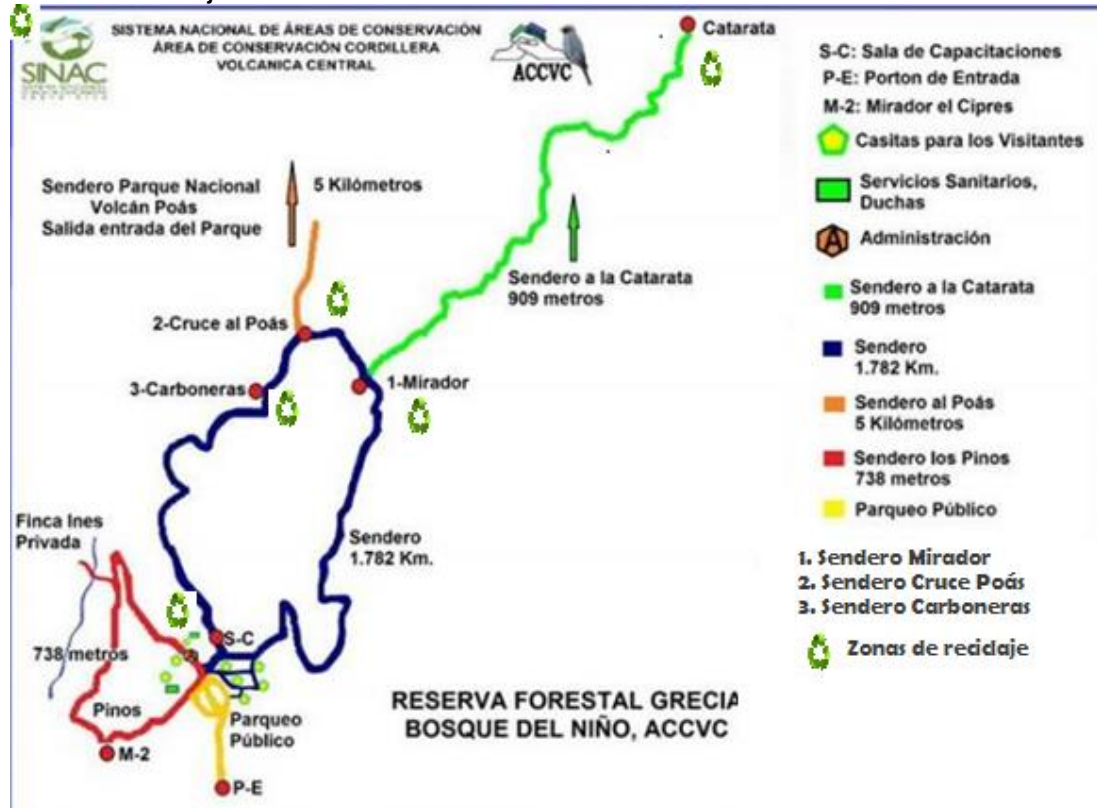 SISTEMA NACIONAL DE ÁREAS DE CONSERVACIÓN
ÁREA DE CONSERVACIÓN CORDILLERA
VOLCANICA CENTRAL
SINAC
ACCVC
Catarata
S-C: Sala de Capacitaciones
P-E: Porton de Entrada
M-2: Mirador el Cipres
Casitas para los Visitantes
Servicios Sanitarios,
Duchas
A
Administración
Sendero a la Catarata
909 metros
Sendero
1.782 Km.
Sendero al Poás
5 Kilómetros
Sendero los Pinos
738 metros
Parqueo Público
1. Sendero Mirador
2. Sendero Cruce Poás
3. Sendero Carboneras
Zonas de reciclaje
Sendero Parque Nacional
Volcán Poás
Salida entrada del Parque
5 Kilómetros
Sendero a la Catarata
909 metros
2-Cruce al Poás
3-Carboneras
1-Mirador
Finca Ines
Privada
Sendero
1.782 Km.
S-C
738 metros
Pinos
Parqueo
Público
M-2
P-E
RESERVA FORESTAL GRECIA
BOSQUE DEL NIÑO, ACCVC